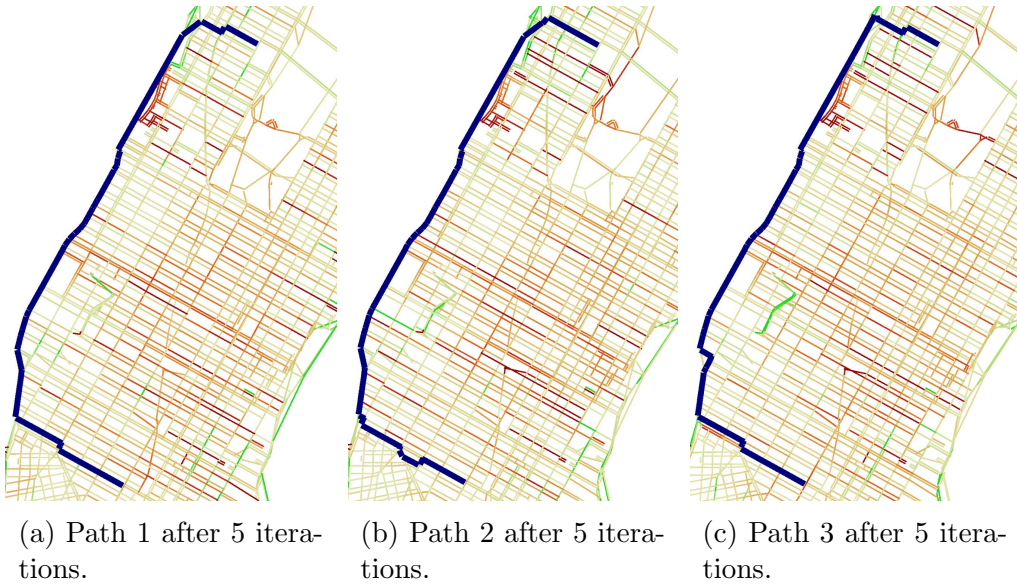 (a) Path 1 after 5 itera-
tions.
(b) Path 2 after 5 itera-
tions.
(c) Path 3 after 5 itera-
tions.